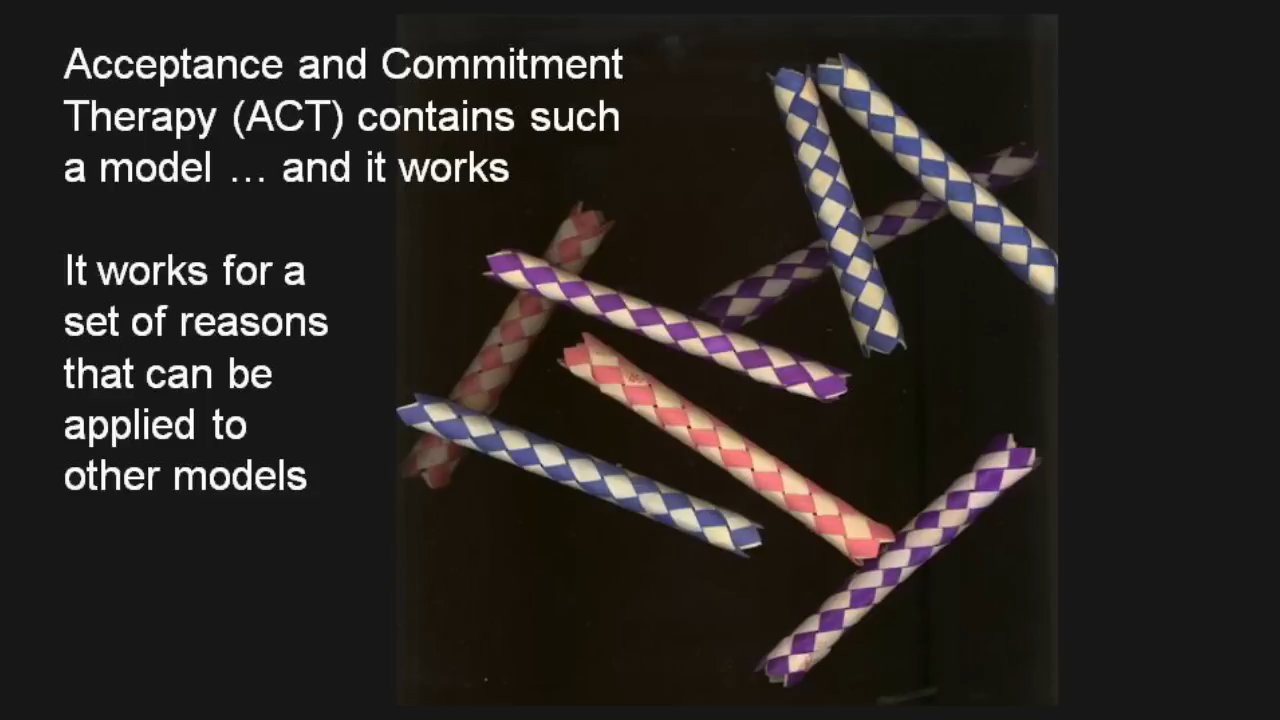 Acceptance and Commitment
Therapy (ACT) contains such
a model … and it works
It works for a
set of reasons
that can be
applied to
other models